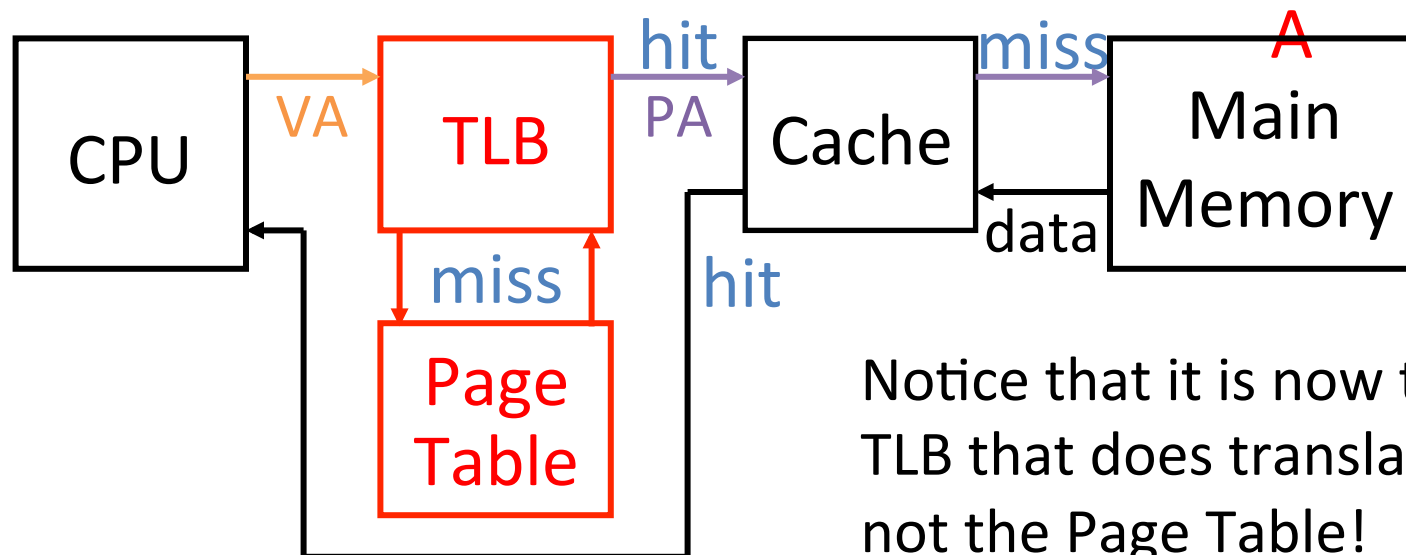 A
hit
miss
VA
PA
CPU
TLB
Cache
Main
Memory
data
miss
hit
Page
Table
Notice that it is now
TLB that does
not the Page Table!